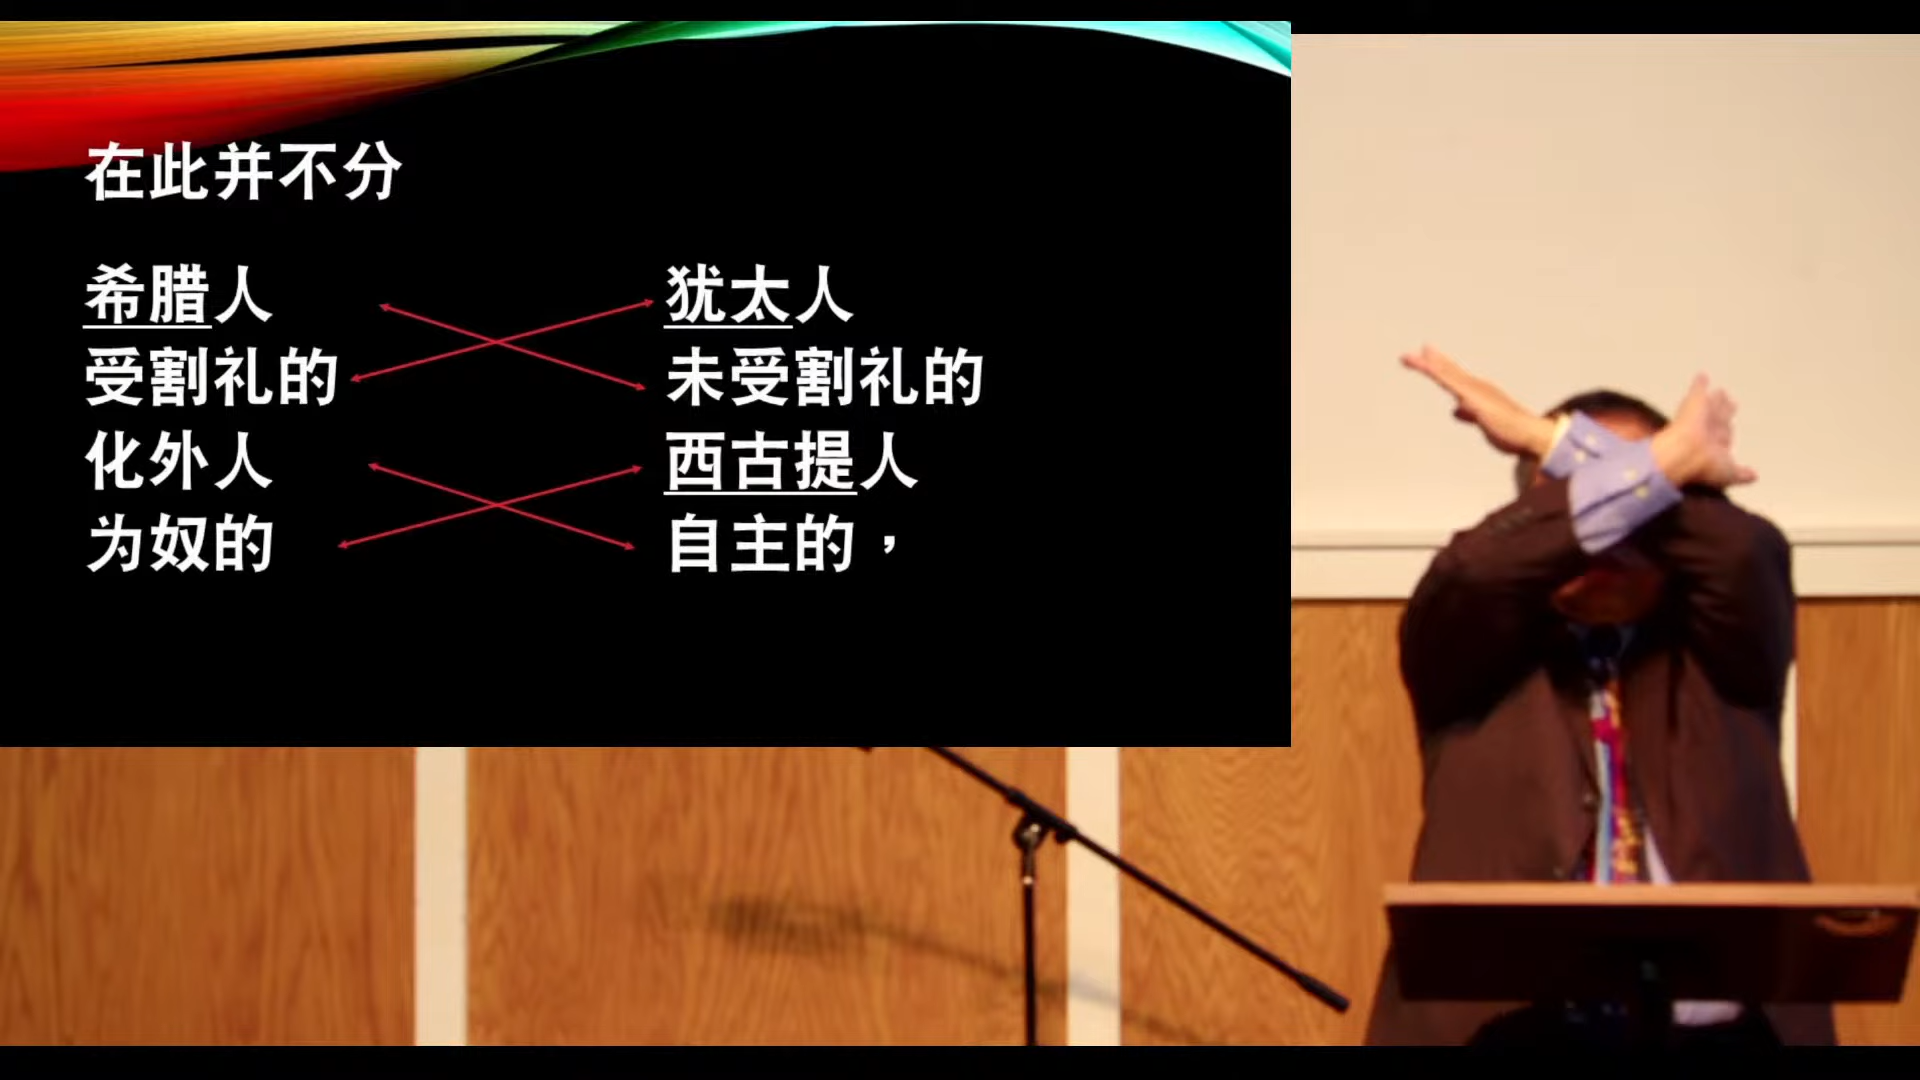 在此并不分
希腊人 犹太人
受割礼的 未受割礼的
化外人 西古提人
为奴的 自主的，